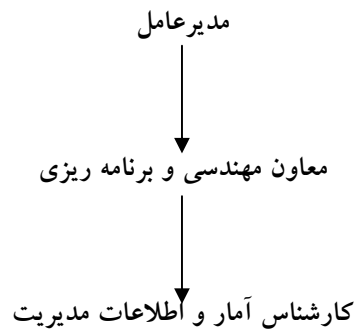 مدیرعامل
معاون مهندسی و برنامه ریزی
کارشناس آمار و اطلاعات مدیریت